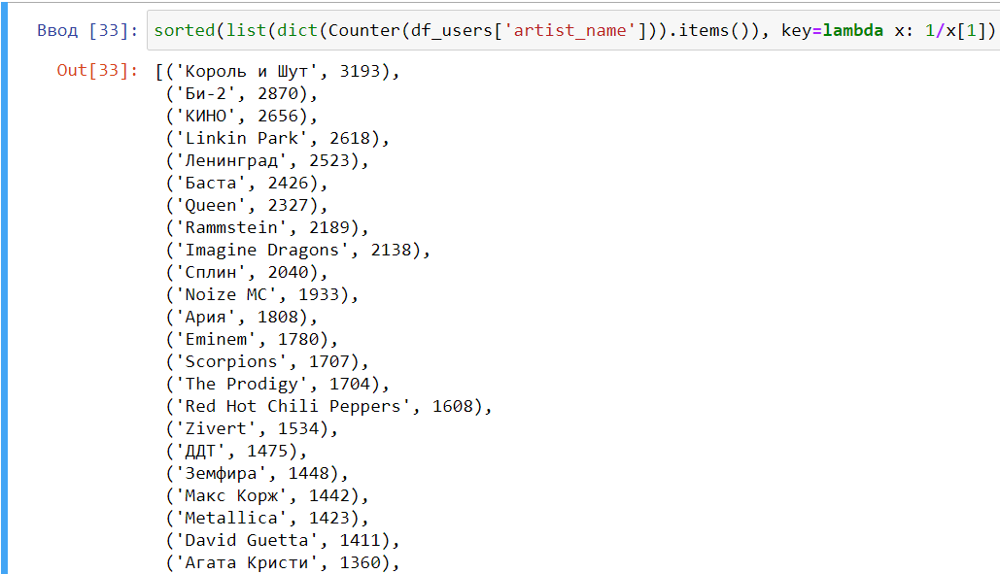 Ввод [33]: sorted(list(dict(Counter(df_users['artist_name'])).items()), key=lambda x: 1/x[1])
Out[33]: [('Король и Шут', 3193),
('Би-2', 2870),
('КИНО', 2656),
('Linkin Park', 2618),
('Ленинград', 2523),
('Баста', 2426),
('Queen', 2327),
('Rammstein', 2189),
('Imagine Dragons', 2138),
('Сплин', 2040),
('Noize MC', 1933),
('Ария', 1808),
('Eminem', 1780),
('Scorpions', 1707),
('The Prodigy', 1704),
('Red Hot Chili Peppers', 1608),
('Zivert', 1534),
('ДДТ', 1475),
('Земфира', 1448),
('Макс Корж', 1442),
('Metallica', 1423),
('David Guetta', 1411),
('Агата Кристи', 1360),